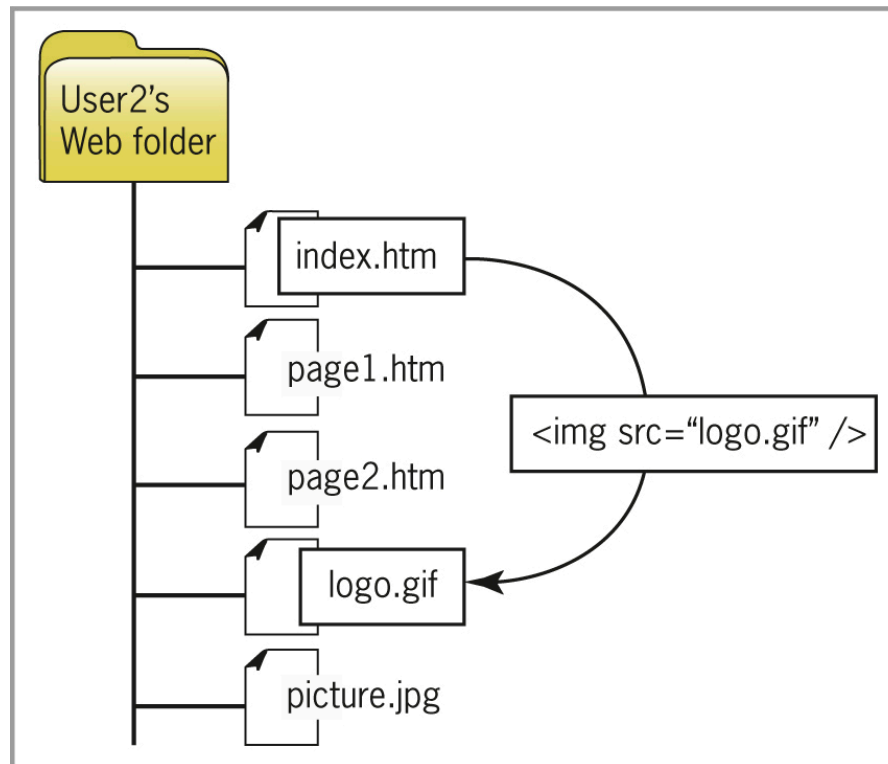 User2’s
Web folder
index.htm
page1.htm
<img src=“logo.gif” />
page2.htm
logo.gif
picture.jpg